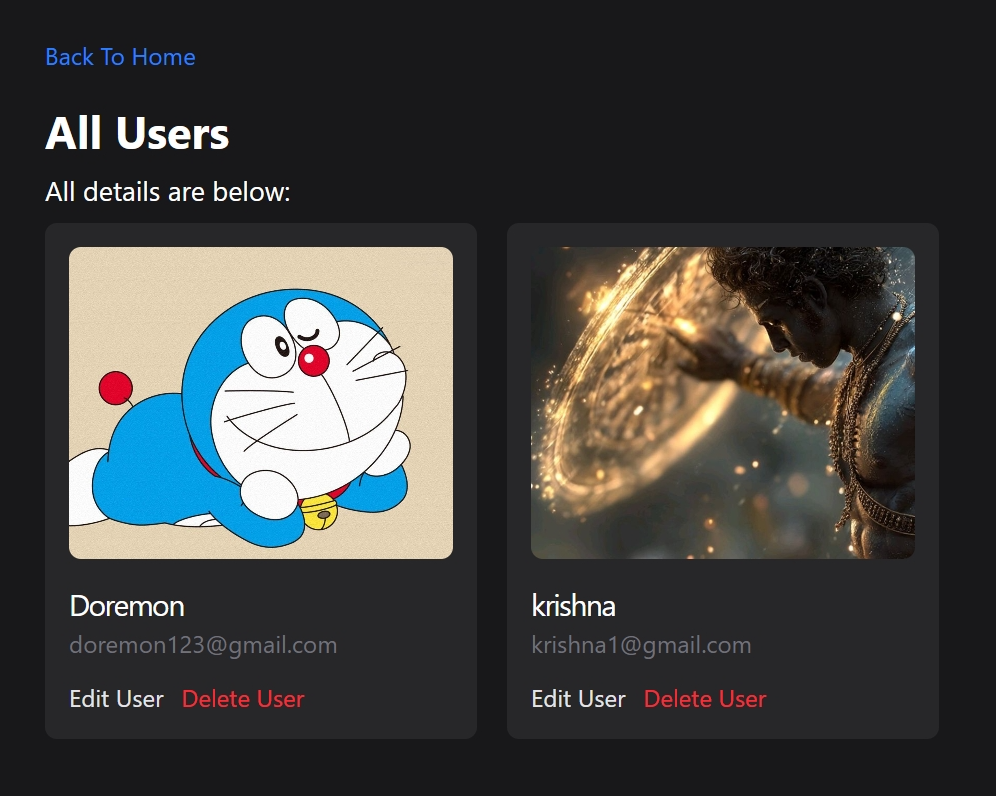 Back To Home
All Users
All details are below:
Doremon
doremon123@gmail.com
Edit User Delete User
krishna
krishna1@gmail.com
Edit User Delete User